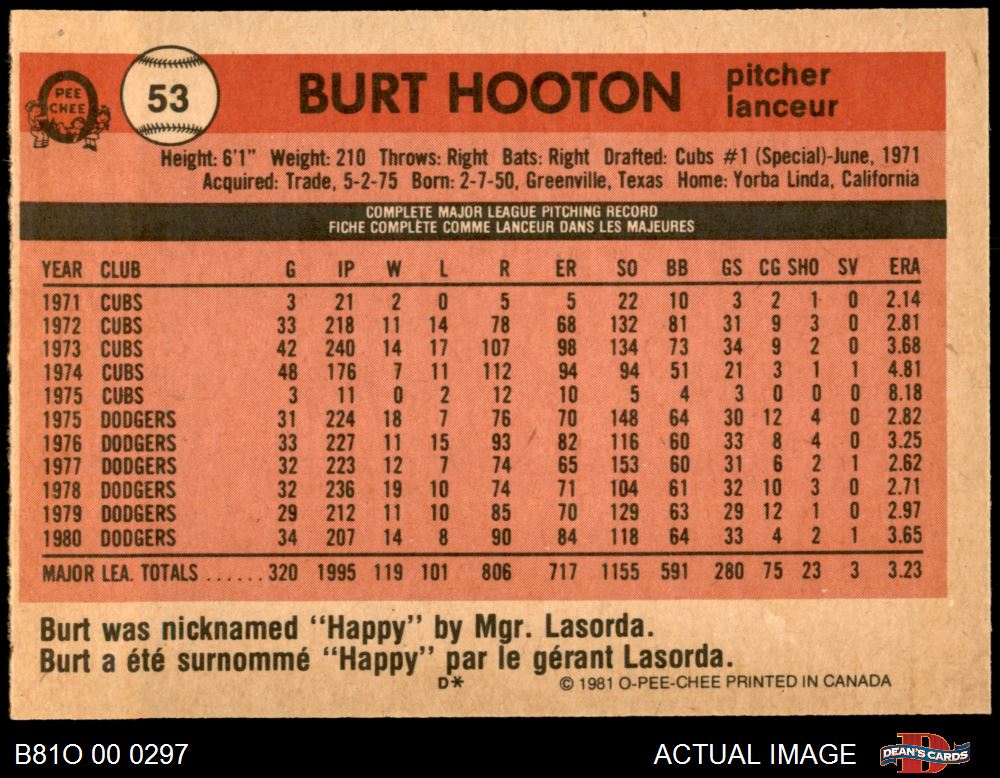 PEE
CHEE
53
BURT HOOTON
pitcher
lanceur
Height: 6'1" Weight: 210 Throws: Right Bats: Right Drafted: Cubs #1 (Special)-June, 1971
Acquired: Trade, 5-2-75 Born: 2-7-50, Greenville, Texas Home: Yorba Linda, California
COMPLETE MAJOR LEAGUE PITCHING RECORD
FICHE COMPLÈTE COMME LANCEUR DANS LES MAJEURES
YEAR CLUB G IP W L R ER SO BB GS CG SHO SV ERA
1971 CUBS 3 21 2 0 5 5 22 10 3 2 1 0 2.14
1972 CUBS 33 218 11 14 78 68 132 81 31 9 3 0 2.81
1973 CUBS 42 240 14 17 107 98 134 73 34 9 2 0 3.68
1974 CUBS 48 176 7 11 112 94 94 51 21 3 1 1 4.81
1975 CUBS 3 11 0 2 12 10 5 4 3 0 0 0 8.18
1975 DODGERS 31 224 18 7 76 70 148 64 30 12 4 0 2.82
1976 DODGERS 33 227 11 15 93 82 116 60 33 8 4 0 3.25
1977 DODGERS 32 223 12 7 74 65 153 60 31 6 2 1 2.62
1978 DODGERS 32 236 19 10 74 71 104 61 32 10 3 0 2.71
1979 DODGERS 29 212 11 10 85 70 129 63 29 12 1 0 2.97
1980 DODGERS 34 207 14 8 90 84 118 64 33 4 2 1 3.65
MAJOR LEA. TOTALS ...... 320 1995 119 101 806 717 1155 591 280 75 23 3 3.23
Burt was nicknamed "Happy" by Mgr. Lasorda.
Burt a été surnommé "Happy" par le gérant Lasorda.
D* © 1981 O-PEE-CHEE PRINTED IN CANADA
B81O 00 0297 ACTUAL IMAGE DEAN'S CARDS